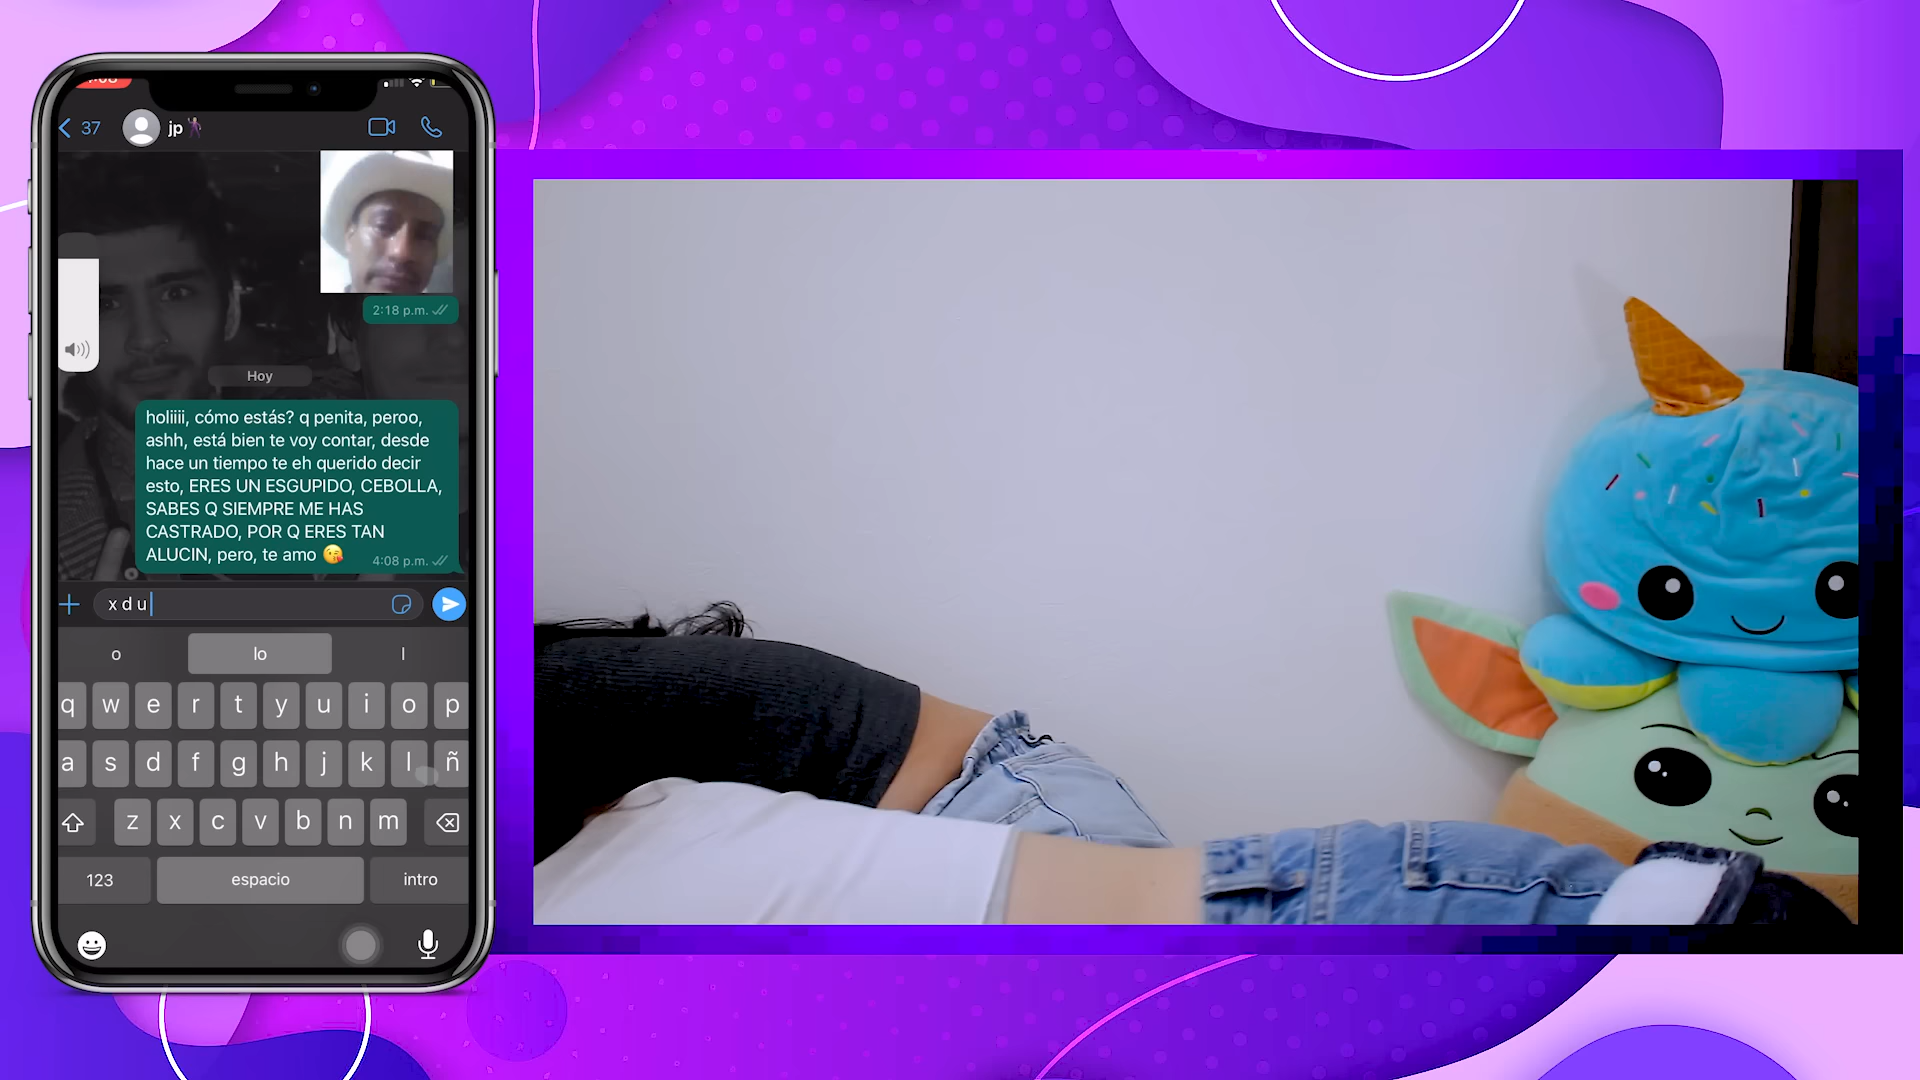 37
jp
2:18 p.m.
Hoy
holiiii, cómo estás? q penita, peroo,
ashh, está bien te voy contar, desde
hace un tiempo te eh querido decir
esto, ERES UN ESGUPIDO, CEBOLLA,
SABES Q SIEMPRE ME HAS
CASTRADO, POR Q ERES TAN
ALUCIN, pero, te amo 😘
4:08 p.m.
x d u
o lo l
q w e r t y u i o p
a s d f g h j k l ñ
z x c v b n m
123 espacio intro